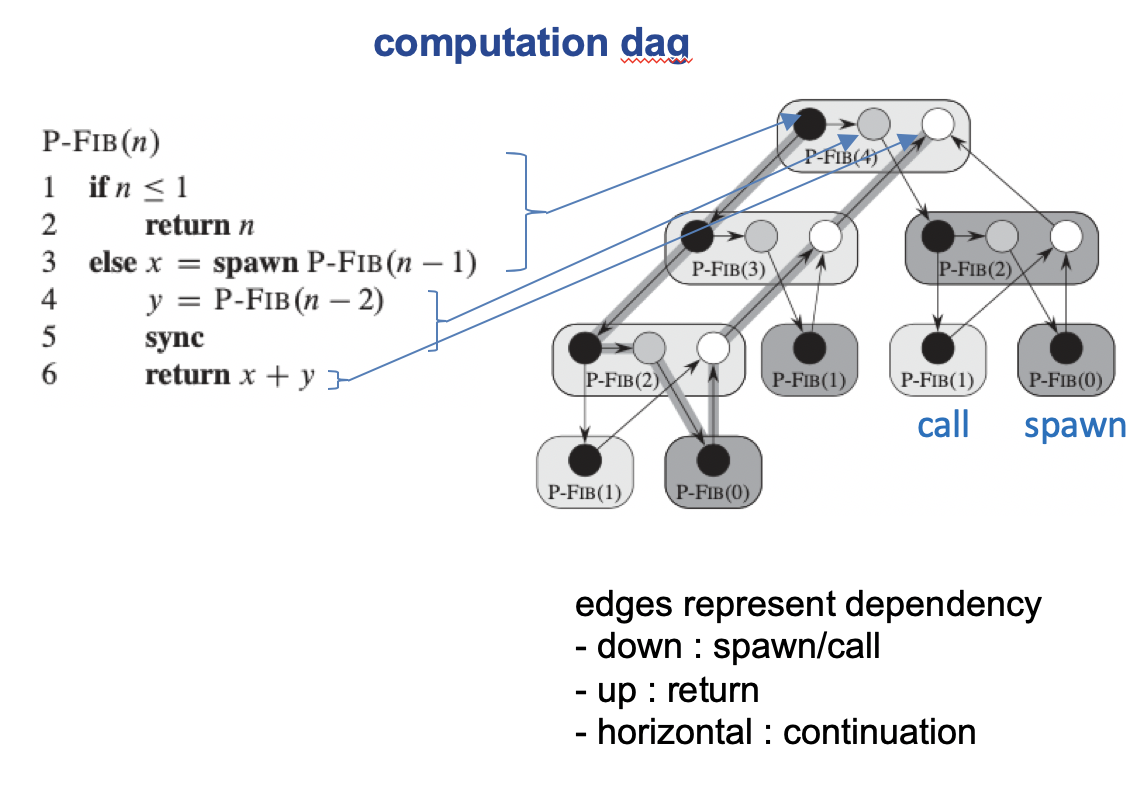 computation dag
P-FIB(n)
1 if n ≤ 1
2 return n
3 else x = spawn P-FIB(n − 1)
4 y = P-FIB(n − 2)
5 sync
6 return x + y
P-FIB(4)
P-FIB(3)
P-FIB(2)
P-FIB(2)
P-FIB(1)
P-FIB(1)
P-FIB(0)
call
spawn
P-FIB(1)
P-FIB(0)
edges represent dependency
- down : spawn/call
- up : return
- horizontal : continuation